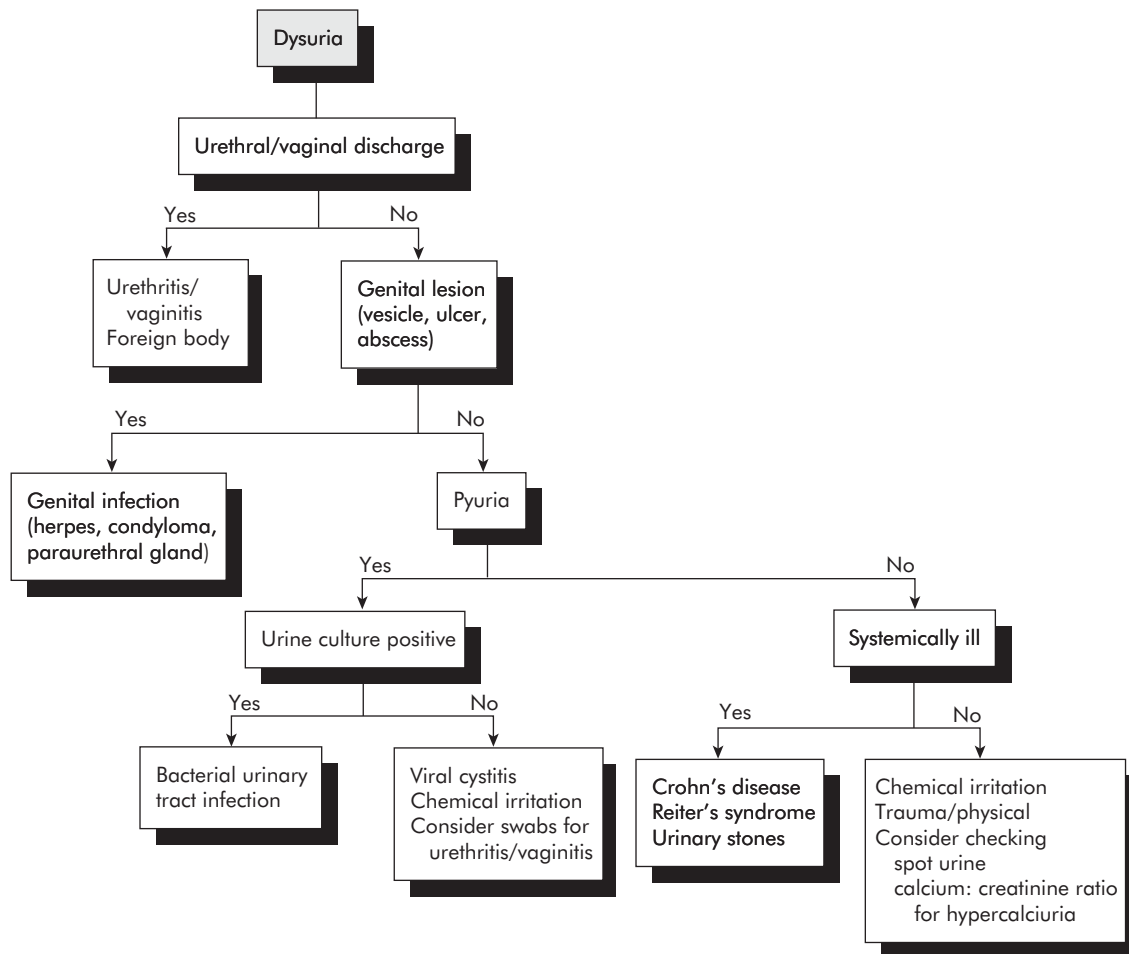 Dysuria
Urethral/vaginal discharge
Yes
No
Urethritis/
vaginitis
Foreign body
Genital lesion
(vesicle, ulcer,
abscess)
Yes
No
Genital infection
(herpes, condyloma,
paraurethral gland)
Pyuria
Yes
No
Urine culture positive
Systemically ill
Yes
No
Yes
No
Bacterial urinary
tract infection
Viral cystitis
Chemical irritation
Consider swabs for
urethritis/vaginitis
Crohn’s disease
Reiter’s syndrome
Urinary stones
Chemical irritation
Trauma/physical
Consider checking
spot urine
calcium: creatinine ratio
for hypercalciuria